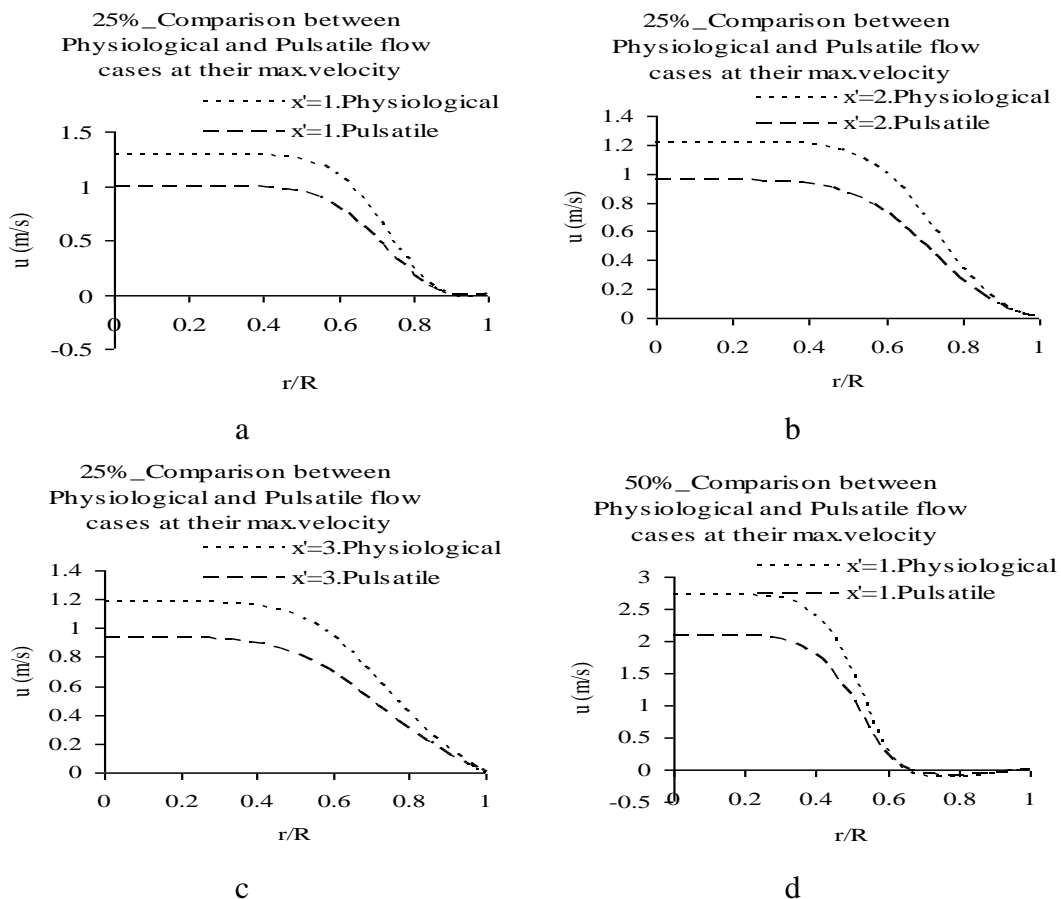 25%_Comparison between
Physiological and Pulsatile flow
cases at their max.velocity
x'=1.Physiological
x'=1.Pulsatile
1.5
1
0.5
0
-0.5
u (m/s)
0 0.2 0.4 0.6 0.8 1
r/R
a
25%_Comparison between
Physiological and Pulsatile flow
cases at their max.velocity
x'=2.Physiological
x'=2.Pulsatile
1.4
1.2
1
0.8
0.6
0.4
0.2
0
u (m/s)
0 0.2 0.4 0.6 0.8 1
r/R
b
25%_Comparison between
Physiological and Pulsatile flow
cases at their max.velocity
x'=3.Physiological
x'=3.Pulsatile
1.4
1.2
1
0.8
0.6
0.4
0.2
0
u (m/s)
0 0.2 0.4 0.6 0.8 1
r/R
c
50%_Comparison between
Physiological and Pulsatile flow
cases at their max.velocity
x'=1.Physiological
x'=1.Pulsatile
3
2.5
2
1.5
1
0.5
0
-0.5
u (m/s)
0 0.2 0.4 0.6 0.8 1
r/R
d